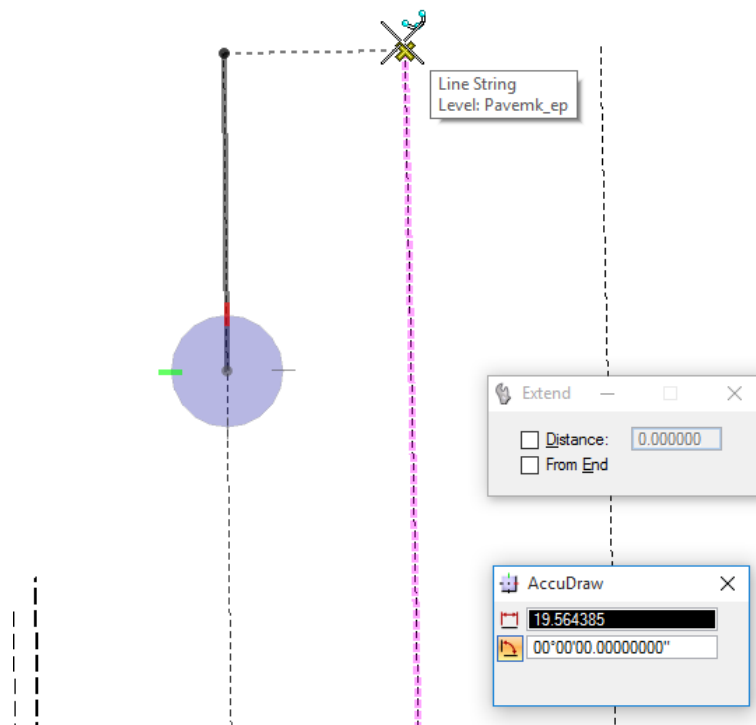 Line String
Level: Pavemk_ep
Extend
Distance: 0.000000
From End
AccuDraw
19.564385
00°00'00.00000000"